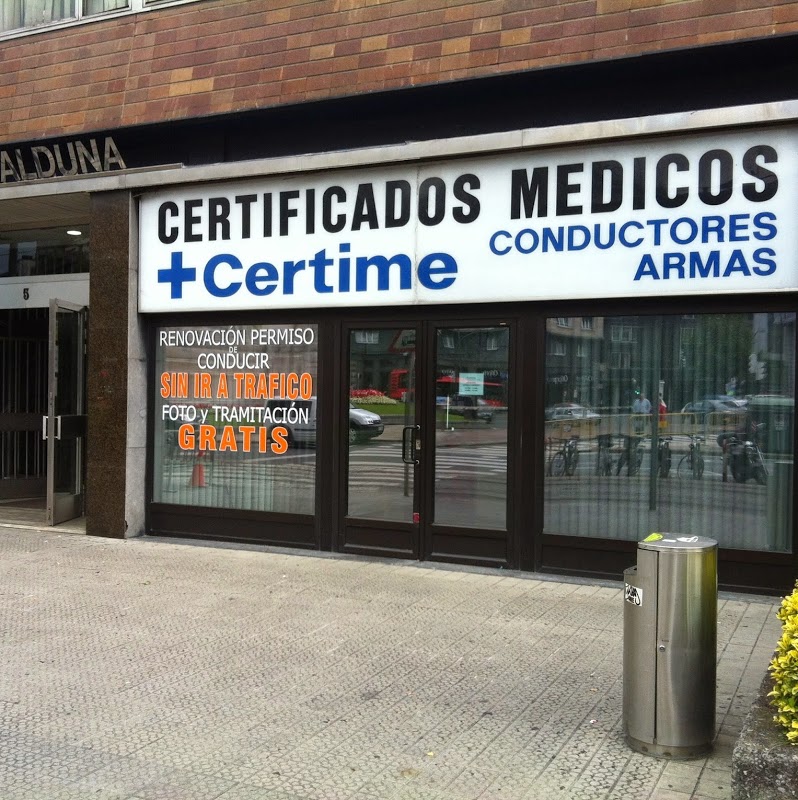 ALDUNA
5
CERTIFICADOS MEDICOS
+Certime
CONDUCTORES
ARMAS
RENOVACIÓN PERMISO
DE
CONDUCIR
SIN IR A TRAFICO
FOTO y TRAMITACIÓN
GRATIS